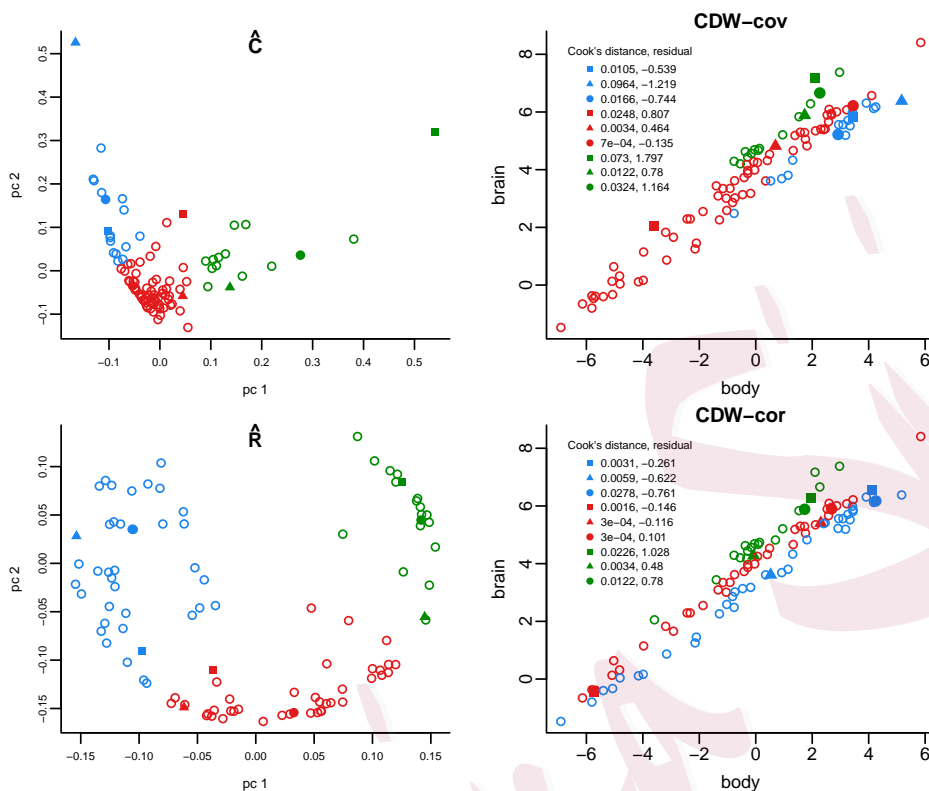 Ĉ
pc 2
0.5
0.4
0.3
0.2
0.1
0.0
−0.1
−0.1 0.0 0.1 0.2 0.3 0.4 0.5
pc 1
CDW−cov
Cook's distance, residual
0.0105, −0.539
0.0964, −1.219
0.0166, −0.744
0.0248, 0.807
0.0034, 0.464
7e−04, −0.135
0.073, 1.797
0.0122, 0.78
0.0324, 1.164
brain
8
6
4
2
0
−6 −4 −2 0 2 4 6
body
R̂
pc 2
0.10
0.05
0.00
−0.05
−0.10
−0.15
−0.15 −0.10 −0.05 0.00 0.05 0.10 0.15
pc 1
CDW−cor
Cook's distance, residual
0.0031, −0.261
0.0059, −0.622
0.0278, −0.761
0.0016, −0.146
3e−04, −0.116
3e−04, 0.101
0.0226, 1.028
0.0034, 0.48
0.0122, 0.78
brain
8
6
4
2
0
−6 −4 −2 0 2 4 6
body